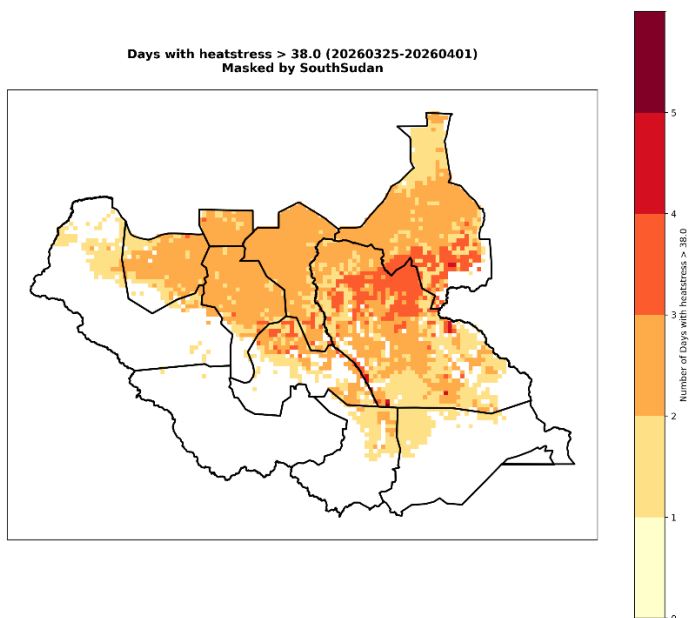 Days with heatstress > 38.0 (20260325-20260401)
Masked by SouthSudan
5
4
3
2
1
0
Number of Days with heatstress > 38.0